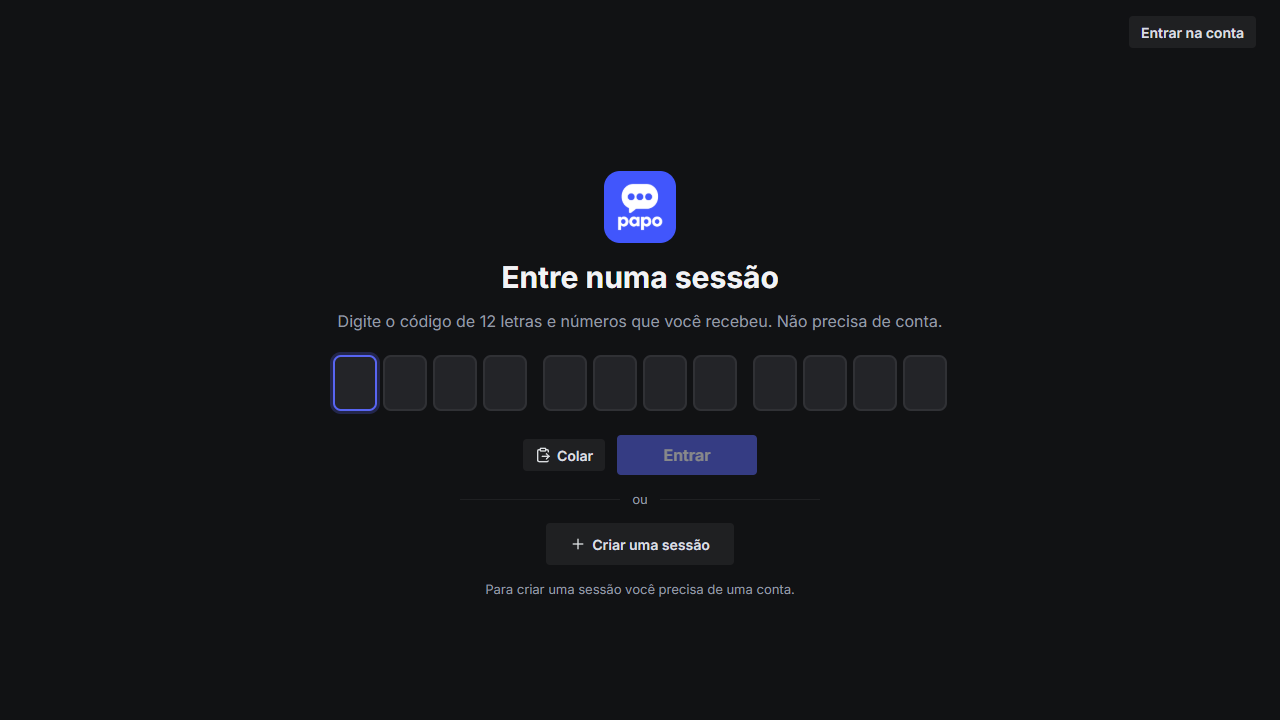 Entrar na conta
papo
Entre numa sessão
Digite o código de 12 letras e números que você recebeu. Não precisa de conta.
Colar
Entrar
ou
Criar uma sessão
Para criar uma sessão você precisa de uma conta.